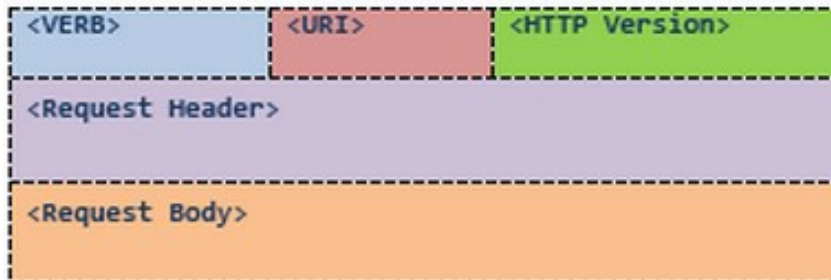 <VERB> <URI> <HTTP Version>
<Request Header>
<Request Body>